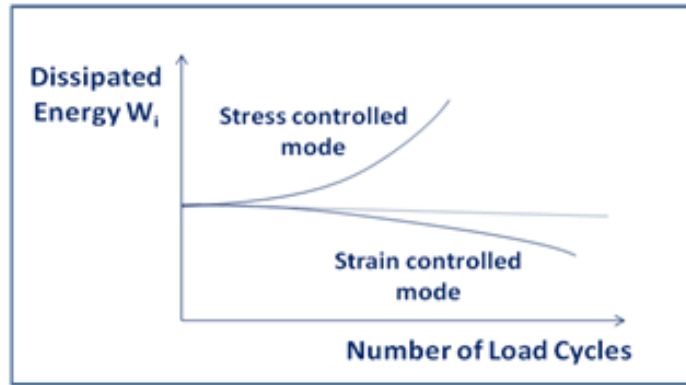 Dissipated
Energy Wi
Stress controlled
mode
Strain controlled
mode
Number of Load Cycles